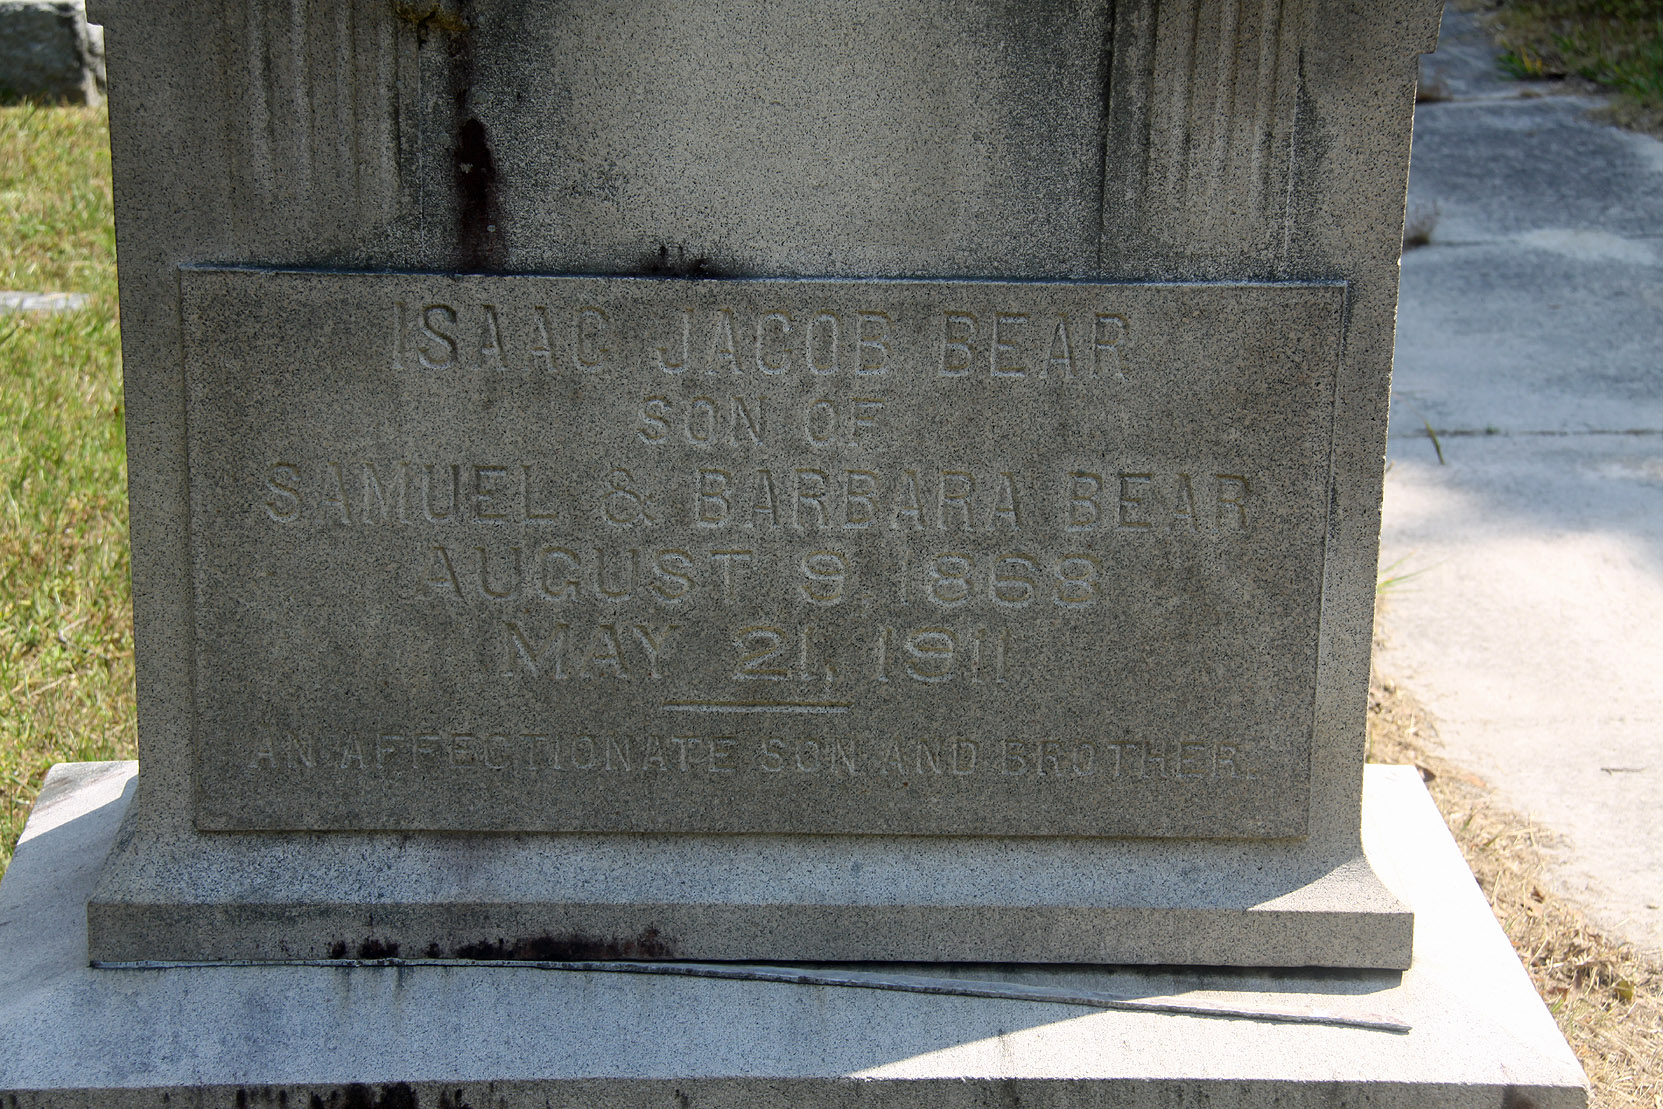 ISAAC JACOB BEAR
SON OF
SAMUEL & BARBARA BEAR
AUGUST 9, 1868
MAY 21, 1911
AN AFFECTIONATE SON AND BROTHER.